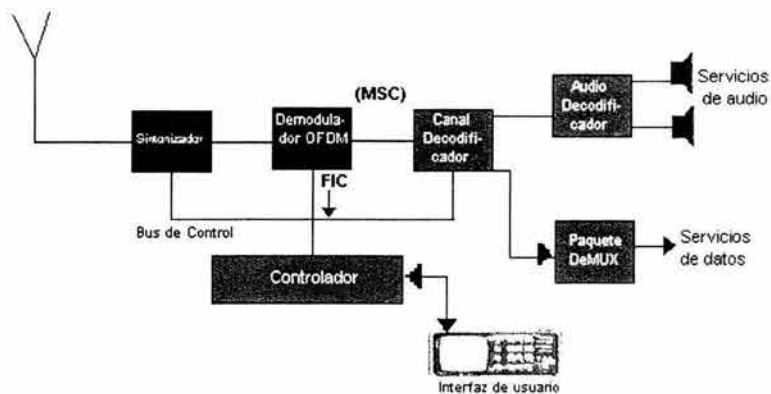 (MSC)
Sintonizador
Demodula-
dor OFDM
Canal
Decodifi-
cador
Audio
Decodifi-
cador
Servicios
de audio
FIC
Bus de Control
Paquete
DeMUX
Servicios
de datos
Controlador
Interfaz de usuario